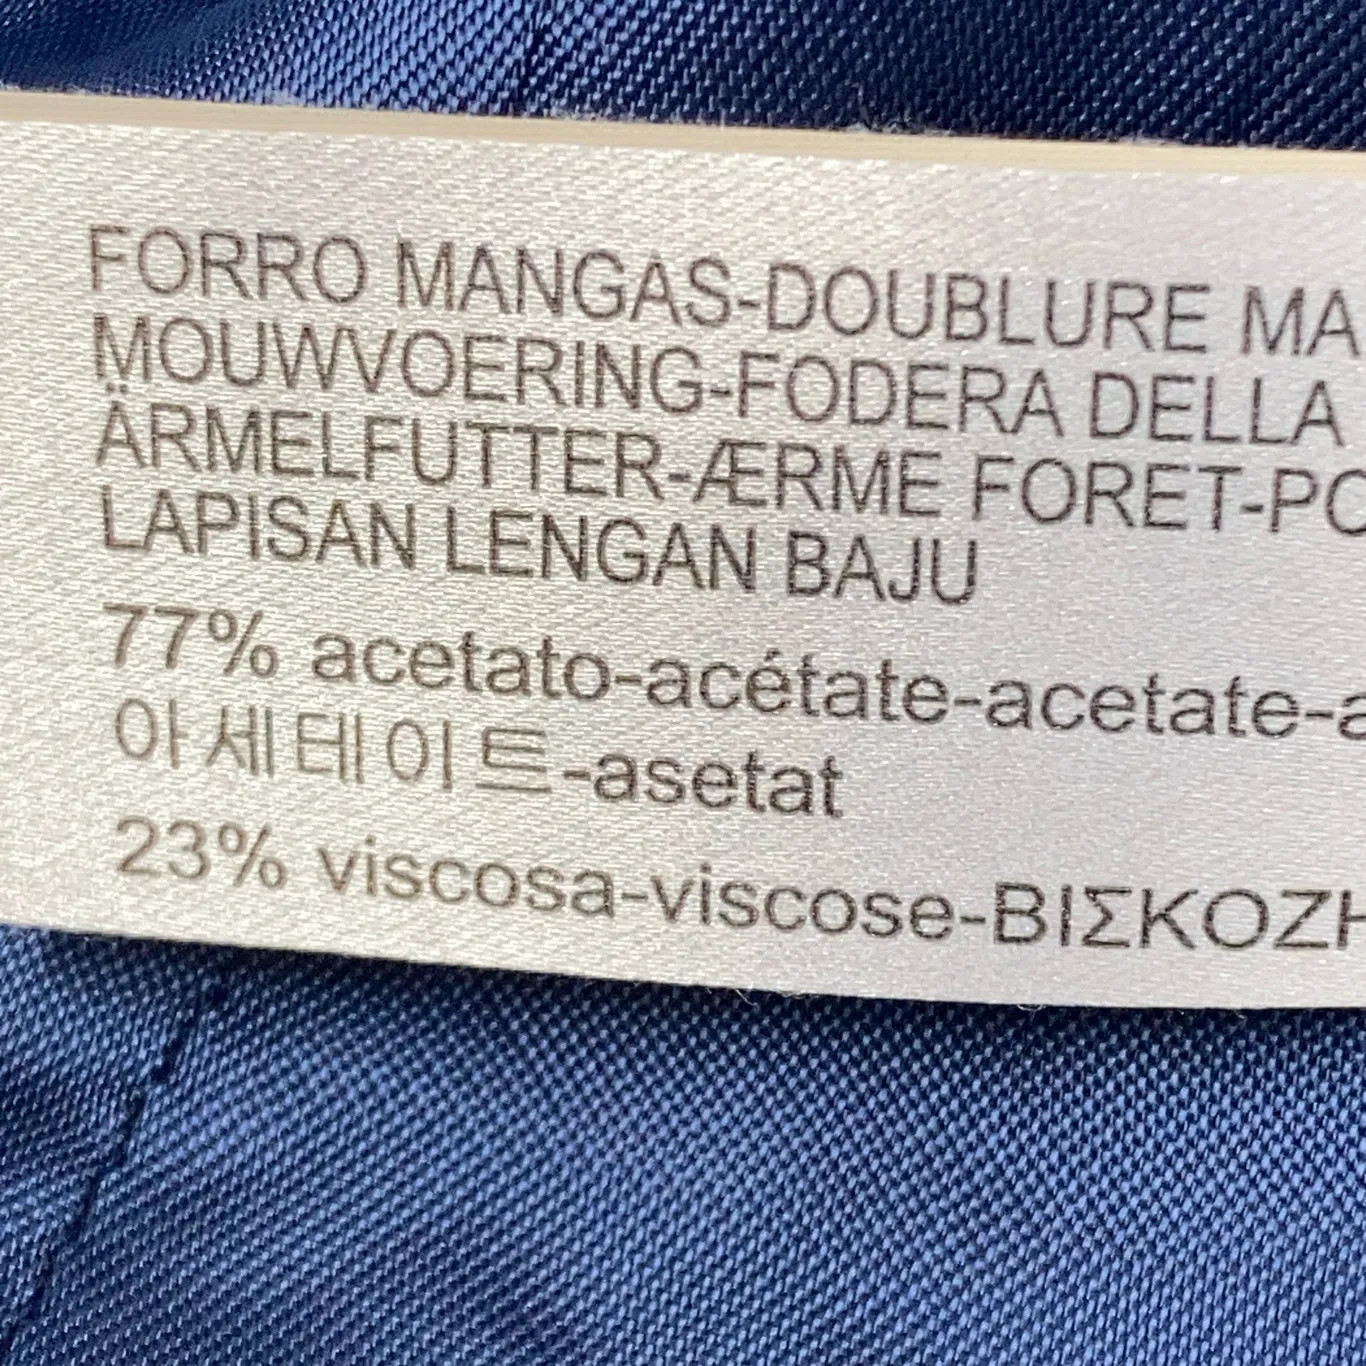 FORRO MANGAS-DOUBLURE MA
MOUWVOERING-FODERA DELLA
ÄRMELFUTTER-ÆRME FORET-PO
LAPISAN LENGAN BAJU
77% acetato-acétate-acetate-a
아세테이트-asetat
23% viscosa-viscose-ΒΙΣΚΟΖΗ